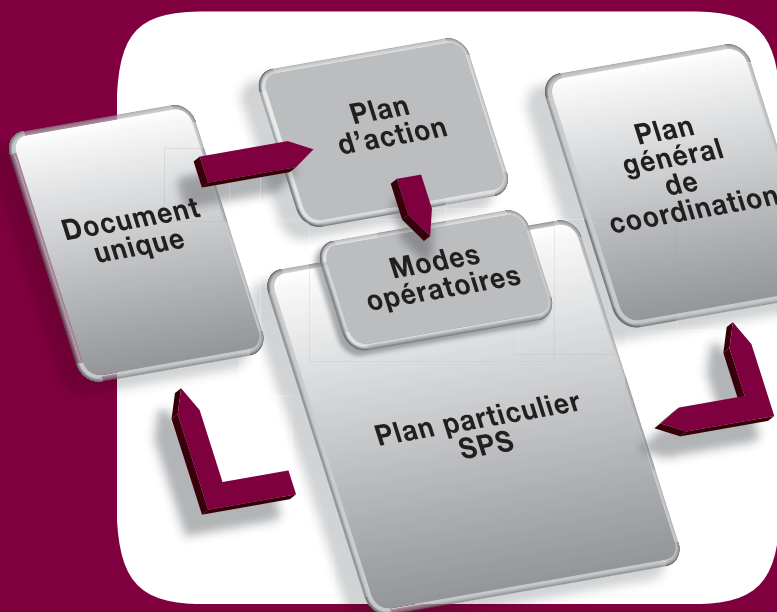 Document
unique
Plan
d'action
Modes
opératoires
Plan particulier
SPS
Plan
général
de
coordination